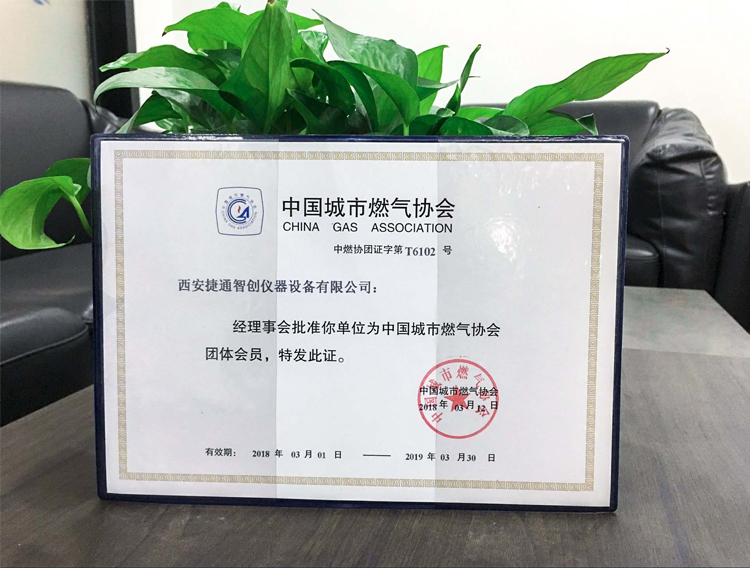 中国城市燃气协会
CHINA GAS ASSOCIATION
中燃协团证字第 T6102 号
西安捷通智创仪器设备有限公司：
经理事会批准你单位为中国城市燃气协会
团体会员，特发此证。
中国城市燃气协会
2018 年 03 月 12 日
有效期： 2018 年 03 月 01 日 —— 2019 年 03 月 30 日